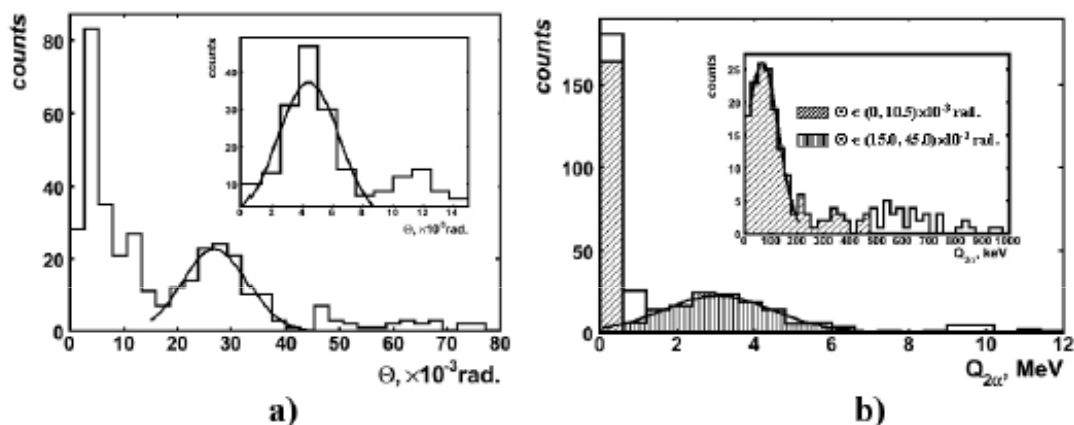 counts
80
60
40
20
0
0 10 20 30 40 50 60 70 80
Θ, ×10⁻³rad.
counts
40
30
20
10
0 2 4 6 8 10 12 14
Θ, ×10⁻³rad.
a)
counts
150
100
50
0
0 2 4 6 8 10 12
Q₂α, MeV
counts
25
20
15
10
5
0
0 100 200 300 400 500 600 700 800 900 1000
Q₂α, keV
Θ ∈ (0, 10.5)×10⁻³ rad.
Θ ∈ (15.0, 45.0)×10⁻³ rad.
b)